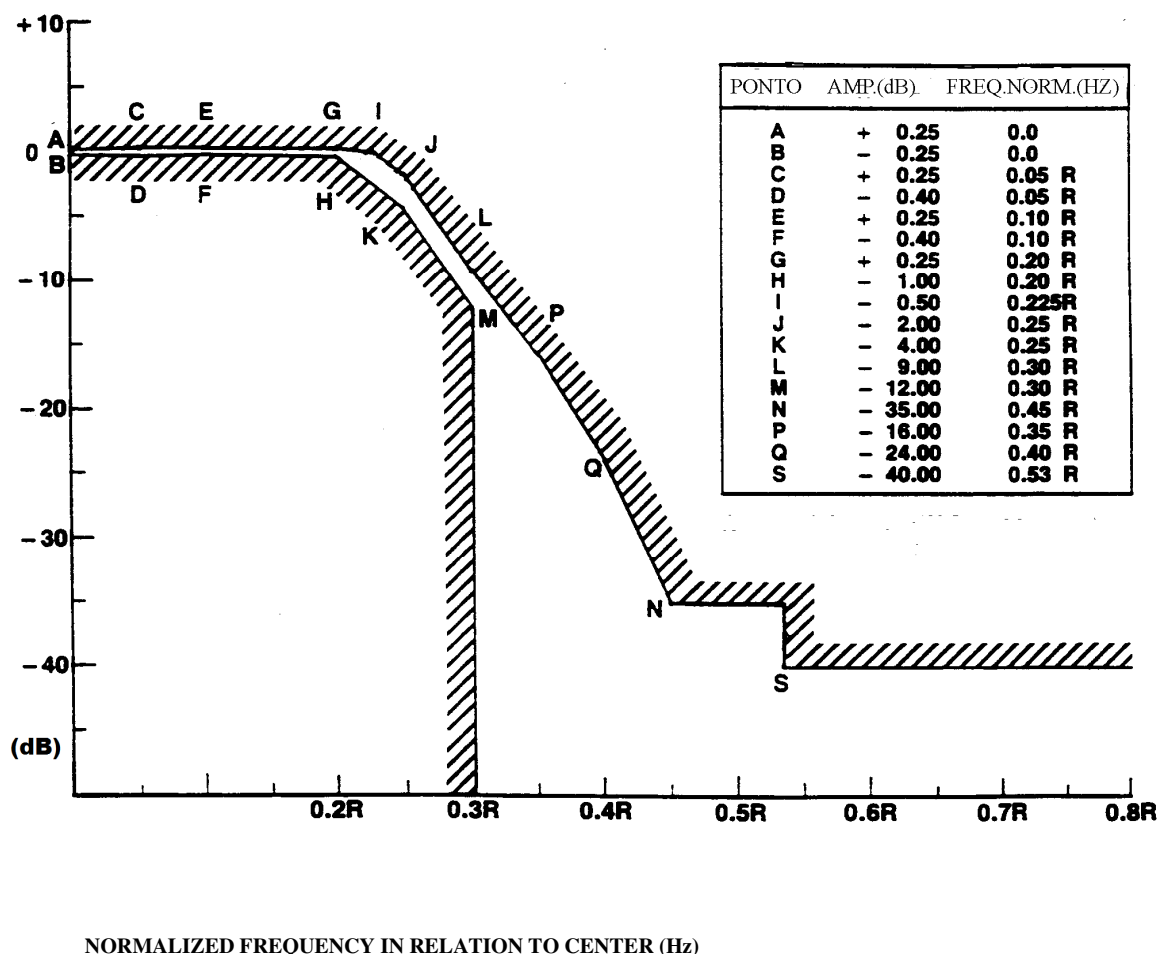 +10
C E G I
J
A
0
B
D F H
K
L
-10
M P
-20
Q
-30
N
-40
S
(dB)
0.2R 0.3R 0.4R 0.5R 0.6R 0.7R 0.8R
PONTO AMP.(dB) FREQ.NORM.(HZ)
A + 0.25 0.0
B - 0.25 0.0
C + 0.25 0.05 R
D - 0.40 0.05 R
E + 0.25 0.10 R
F - 0.40 0.10 R
G + 0.25 0.20 R
H - 1.00 0.20 R
I - 0.50 0.225R
J - 2.00 0.25 R
K - 4.00 0.25 R
L - 9.00 0.30 R
M - 12.00 0.30 R
N - 35.00 0.45 R
P - 16.00 0.35 R
Q - 24.00 0.40 R
S - 40.00 0.53 R
NORMALIZED FREQUENCY IN RELATION TO CENTER (Hz)